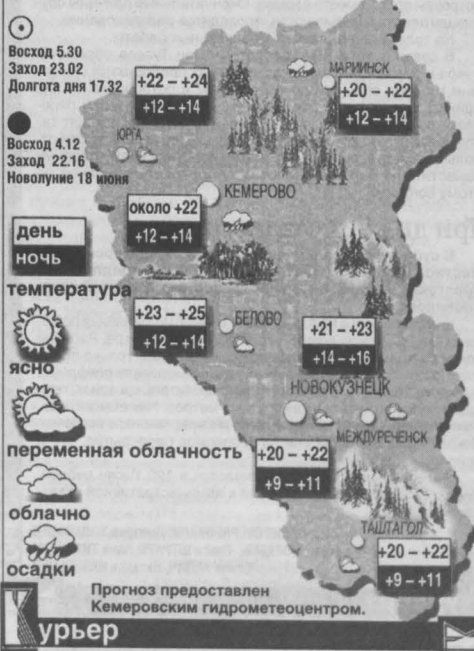 Восход 5.30
Заход 23.02
Долгота дня 17.32
Восход 4.12
Заход 22.16
Новолуние 18 июня
день
ночь
температура
ясно
переменная облачность
облачно
осадки
+22 – +24
+12 – +14
ЮРГА
МАРИИНСК
+20 – +22
+12 – +14
КЕМЕРОВО
около +22
+12 – +14
+23 – +25
+12 – +14
БЕЛОВО
+21 – +23
+14 – +16
НОВОКУЗНЕЦК
МЕЖДУРЕЧЕНСК
+20 – +22
+9 – +11
ТАШТАГОЛ
+20 – +22
+9 – +11
Прогноз предоставлен
Кемеровским гидрометеоцентром.
Курьер